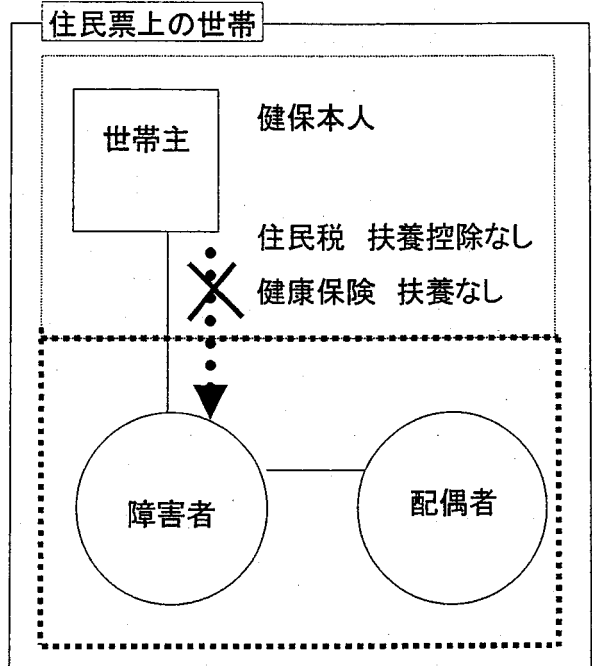 住民票上の世帯
世帯主
健保本人
住民税 扶養控除なし
健康保険 扶養なし
障害者
配偶者